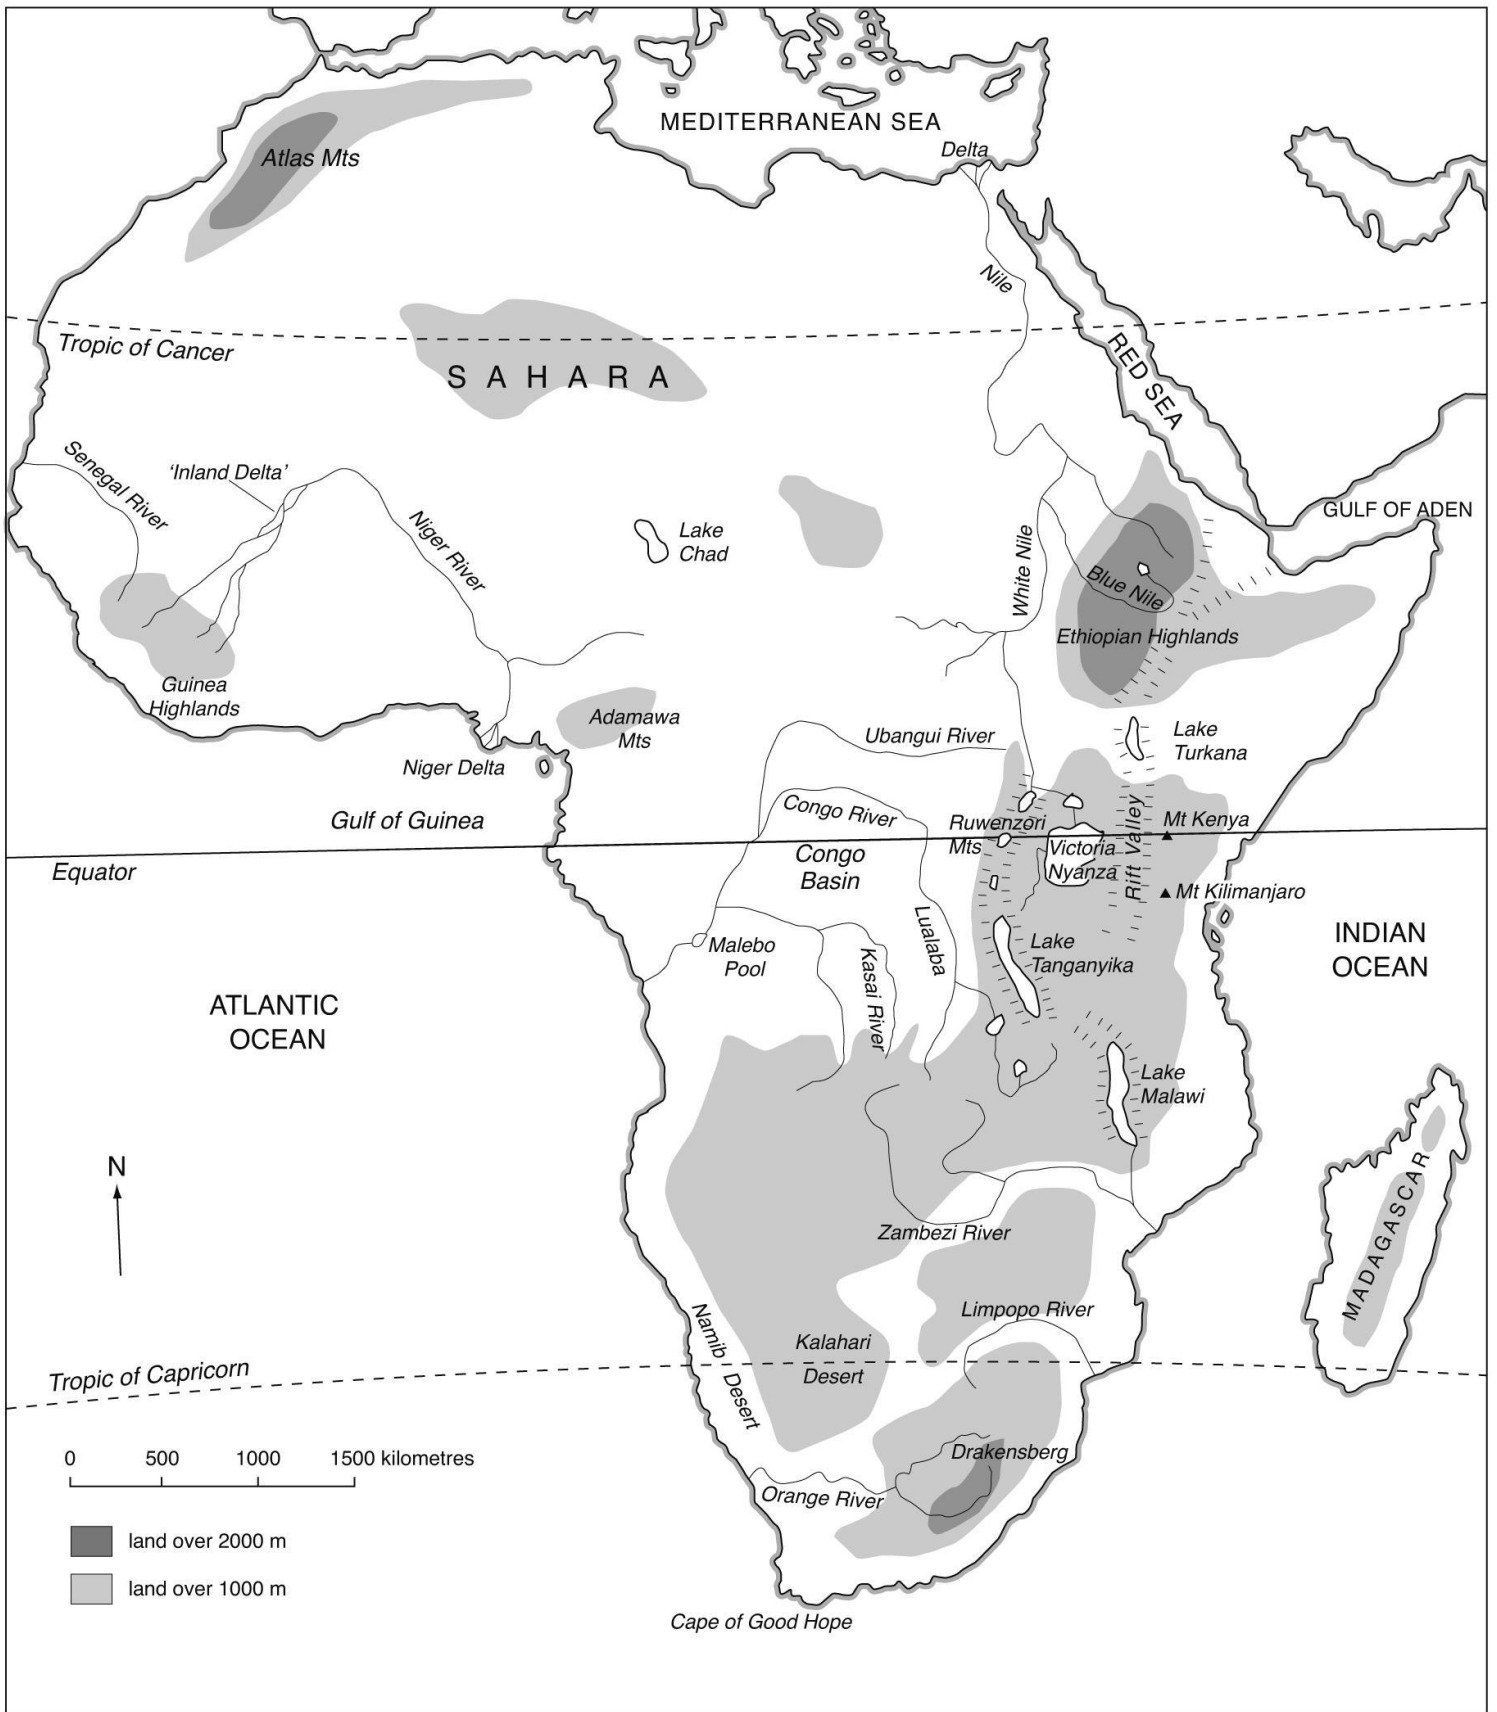 MEDITERRANEAN SEA
Delta
Atlas Mts
Nile
Tropic of Cancer
SAHARA
RED SEA
Senegal River
'Inland Delta'
Niger River
Lake
Chad
GULF OF ADEN
White Nile
Blue Nile
Ethiopian Highlands
Guinea
Highlands
Adamawa
Mts
Ubangui River
Lake
Turkana
Niger Delta
Gulf of Guinea
Congo River
Ruwenzori
Mts
Rift Valley
Mt Kenya
Victoria
Nyanza
Equator
Congo
Basin
Mt Kilimanjaro
Lualaba
Malebo
Pool
Kasai River
Lake
Tanganyika
INDIAN
OCEAN
ATLANTIC
OCEAN
Lake
Malawi
N
MADAGASCAR
Zambezi River
Limpopo River
Namib Desert
Kalahari
Desert
Tropic of Capricorn
0 500 1000 1500 kilometres
Drakensberg
Orange River
land over 2000 m
land over 1000 m
Cape of Good Hope